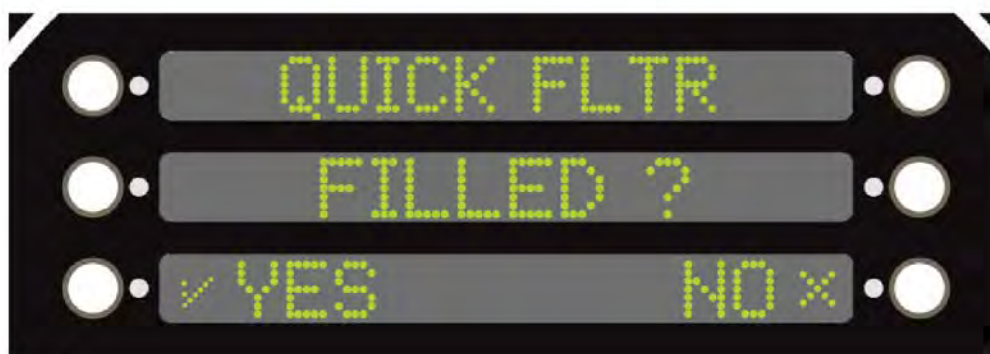 QUICK FLTR
FILLED ?
✓ YES NO ×